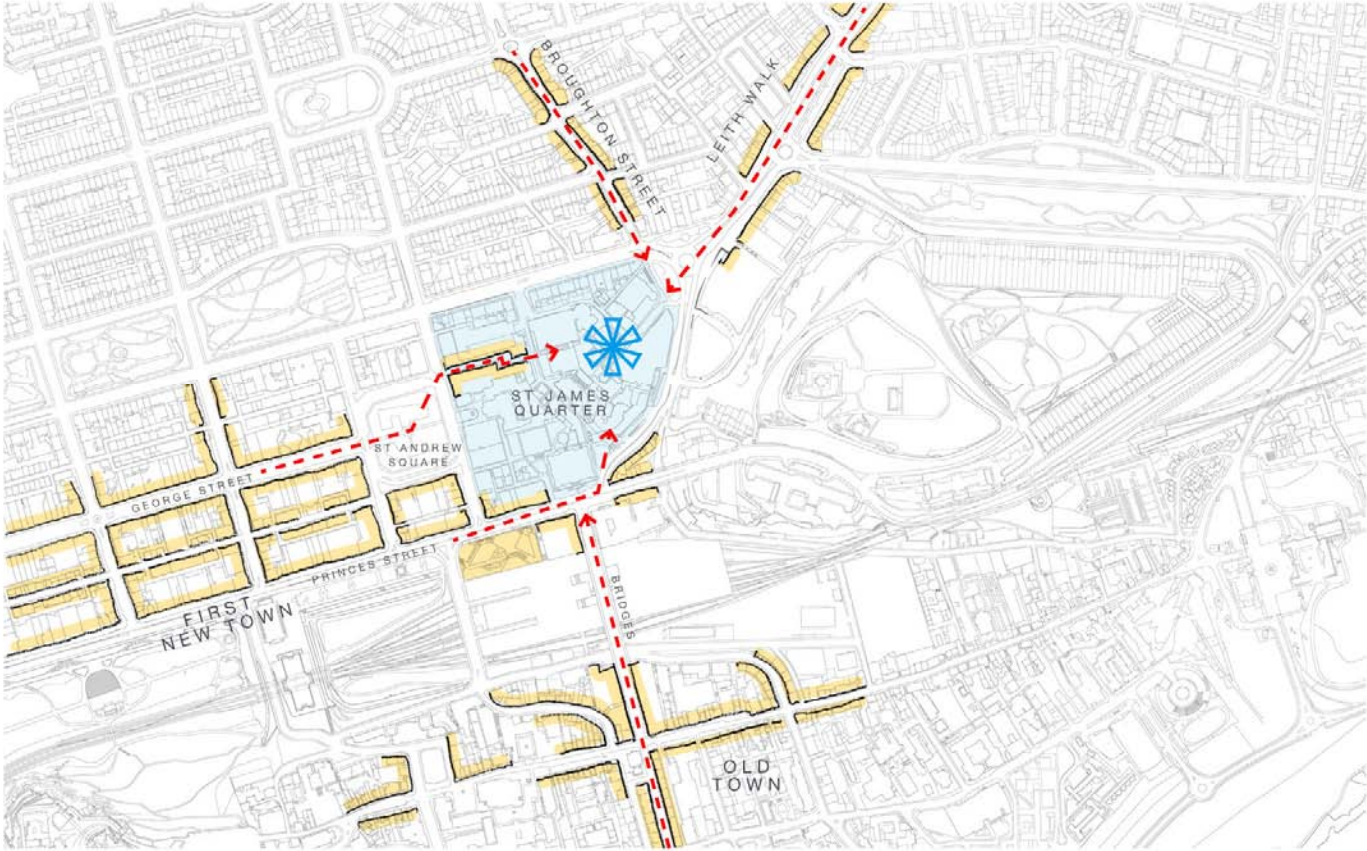 BROUGHTON STREET
LEITH WALK
ST JAMES
QUARTER
ST ANDREW
SQUARE
GEORGE STREET
PRINCES STREET
FIRST
NEW TOWN
BRIDGES
OLD
TOWN